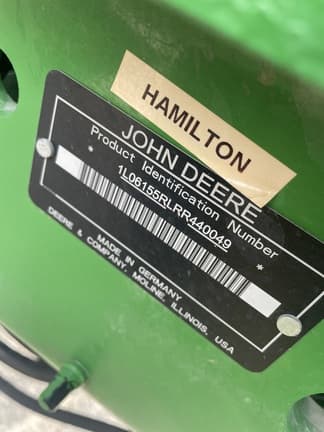 HAMILTON
JOHN DEERE
Product Identification Number
* 1L06155RLRR440049 *
MADE IN GERMANY
DEERE & COMPANY, MOLINE, ILLINOIS, USA